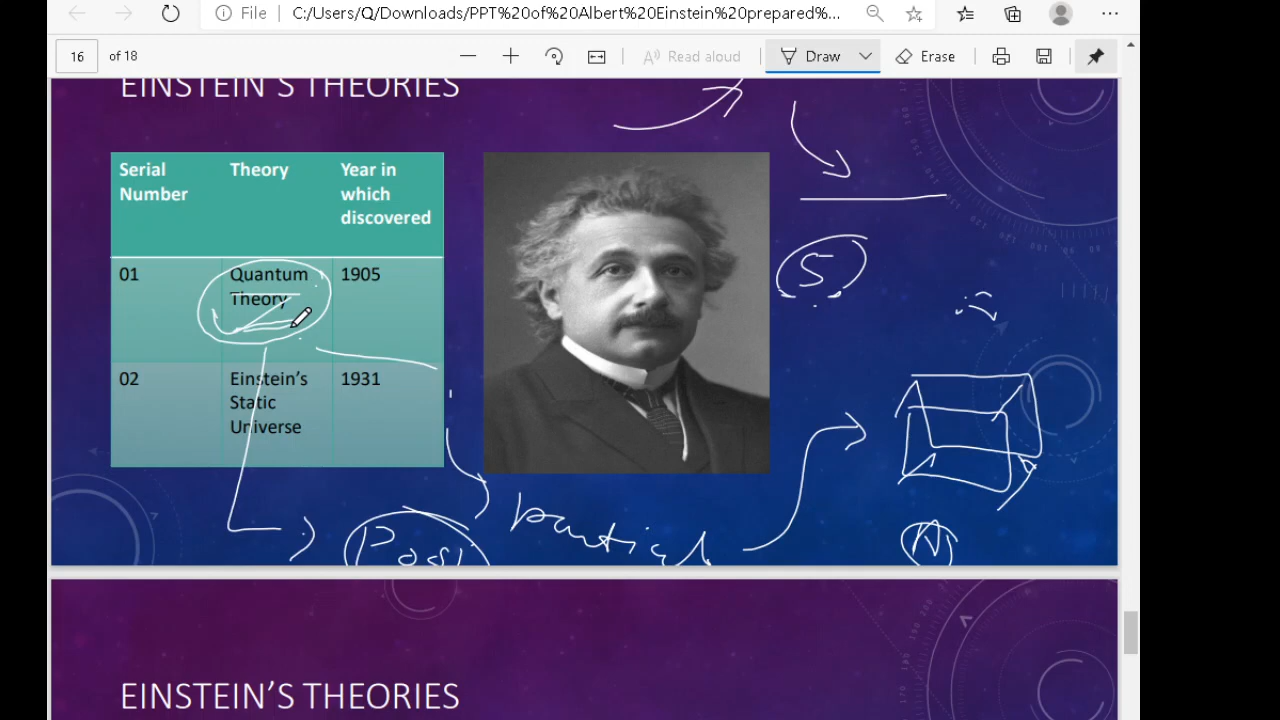 File
C:/Users/Q/Downloads/PPT%20of%20Albert%20Einstein%20prepared%...
16
of 18
Read aloud
Draw
Erase
EINSTEIN'S THEORIES
Serial Number
Theory
Year in which discovered
01
Quantum Theory
1905
02
Einstein's Static Universe
1931
S
Posi
A
EINSTEIN'S THEORIES